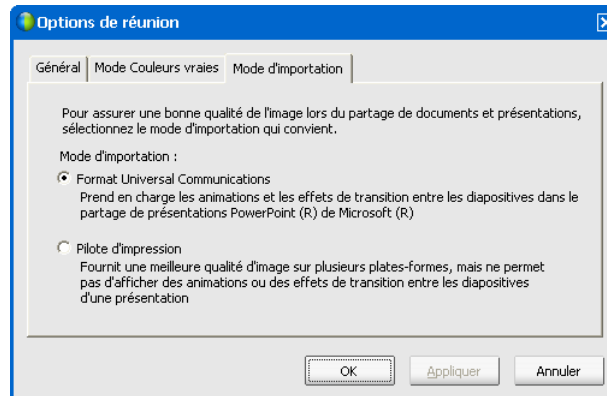 Options de réunion
Général
Mode Couleurs vraies
Mode d'importation
Pour assurer une bonne qualité de l'image lors du partage de documents et présentations,
sélectionnez le mode d'importation qui convient.
Mode d'importation :
Format Universal Communications
Prend en charge les animations et les effets de transition entre les diapositives dans le
partage de présentations PowerPoint (R) de Microsoft (R)
Pilote d'impression
Fournit une meilleure qualité d'image sur plusieurs plates-formes, mais ne permet
pas d'afficher des animations ou des effets de transition entre les diapositives
d'une présentation
OK
Appliquer
Annuler